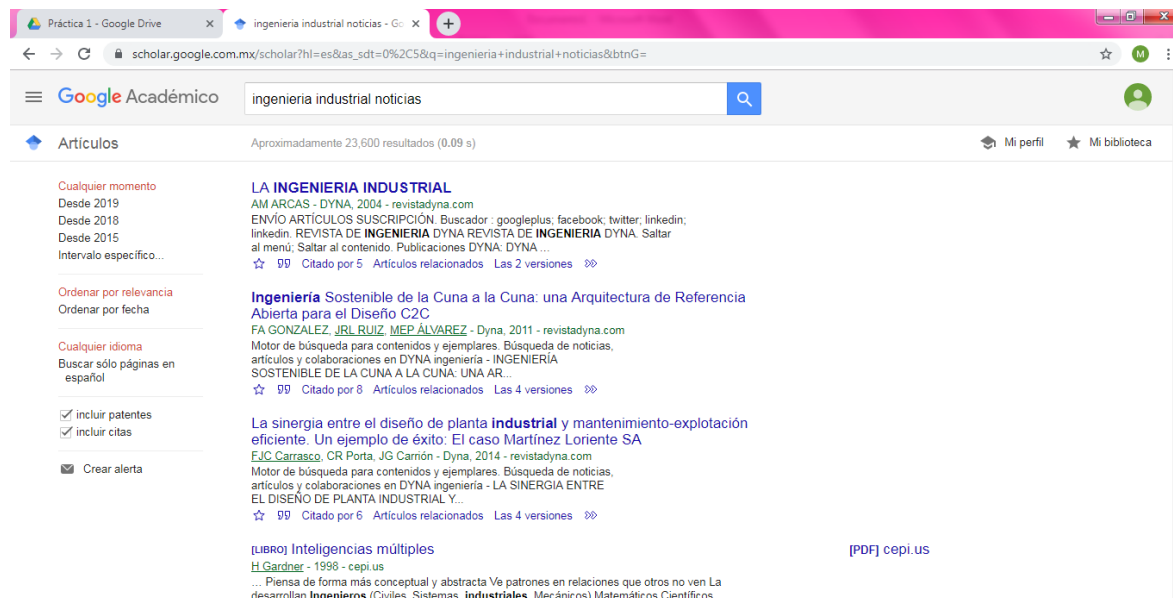 Práctica 1 - Google Drive
ingenieria industrial noticias - Go
scholar.google.com.mx/scholar?hl=es&as_sdt=0%2C5&q=ingenieria+industrial+noticias&btnG=
M
Google Académico
ingenieria industrial noticias
Artículos
Aproximadamente 23,600 resultados (0.09 s)
Mi perfil
Mi biblioteca
Cualquier momento
Desde 2019
Desde 2018
Desde 2015
Intervalo específico...
Ordenar por relevancia
Ordenar por fecha
Cualquier idioma
Buscar sólo páginas en
español
incluir patentes
incluir citas
Crear alerta
LA INGENIERIA INDUSTRIAL
AM ARCAS - DYNA, 2004 - revistadyna.com
ENVÍO ARTÍCULOS SUSCRIPCIÓN. Buscador : googleplus; facebook; twitter; linkedin;
linkedin. REVISTA DE INGENIERIA DYNA REVISTA DE INGENIERIA DYNA. Saltar
al menú; Saltar al contenido. Publicaciones DYNA: DYNA ...
Citado por 5 Artículos relacionados Las 2 versiones
Ingeniería Sostenible de la Cuna a la Cuna: una Arquitectura de Referencia
Abierta para el Diseño C2C
FA GONZALEZ, JRL RUIZ, MEP ÁLVAREZ - Dyna, 2011 - revistadyna.com
Motor de búsqueda para contenidos y ejemplares. Búsqueda de noticias,
artículos y colaboraciones en DYNA ingeniería - INGENIERÍA
SOSTENIBLE DE LA CUNA A LA CUNA: UNA AR...
Citado por 8 Artículos relacionados Las 4 versiones
La sinergia entre el diseño de planta industrial y mantenimiento-explotación
eficiente. Un ejemplo de éxito: El caso Martínez Loriente SA
FJC Carrasco, CR Porta, JG Carrión - Dyna, 2014 - revistadyna.com
Motor de búsqueda para contenidos y ejemplares. Búsqueda de noticias,
artículos y colaboraciones en DYNA ingeniería - LA SINERGIA ENTRE
EL DISEÑO DE PLANTA INDUSTRIAL Y...
Citado por 6 Artículos relacionados Las 4 versiones
[LIBRO] Inteligencias múltiples
[PDF] cepi.us
H Gardner - 1998 - cepi.us
... Piensa de forma más conceptual y abstracta Ve patrones en relaciones que otros no ven La
desarrollan Ingenieros (Civiles, Sistemas, industriales, Mecánicos) Matemáticos Científicos